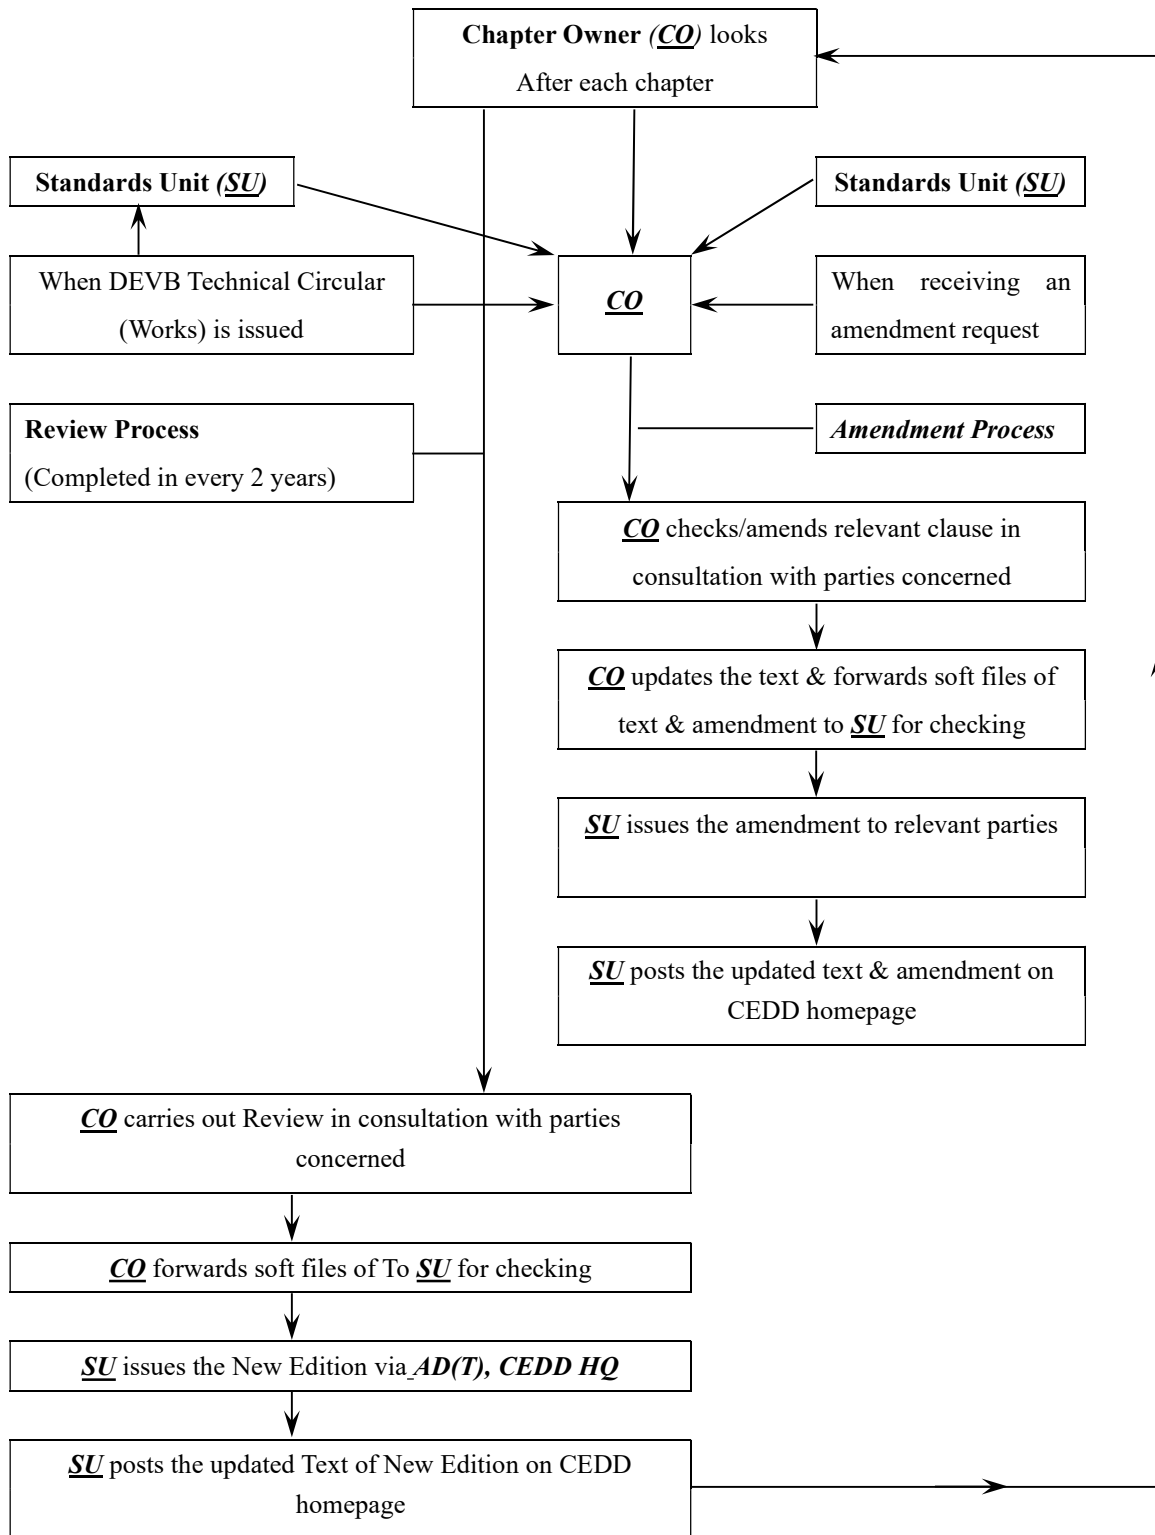 Chapter Owner (CO) looks
After each chapter
Standards Unit (SU)
Standards Unit (SU)
When DEVB Technical Circular
(Works) is issued
CO
When receiving an
amendment request
Review Process
(Completed in every 2 years)
Amendment Process
CO checks/amends relevant clause in
consultation with parties concerned
CO updates the text & forwards soft files of
text & amendment to SU for checking
SU issues the amendment to relevant parties
SU posts the updated text & amendment on
CEDD homepage
CO carries out Review in consultation with parties
concerned
CO forwards soft files of To SU for checking
SU issues the New Edition via AD(T), CEDD HQ
SU posts the updated Text of New Edition on CEDD
homepage